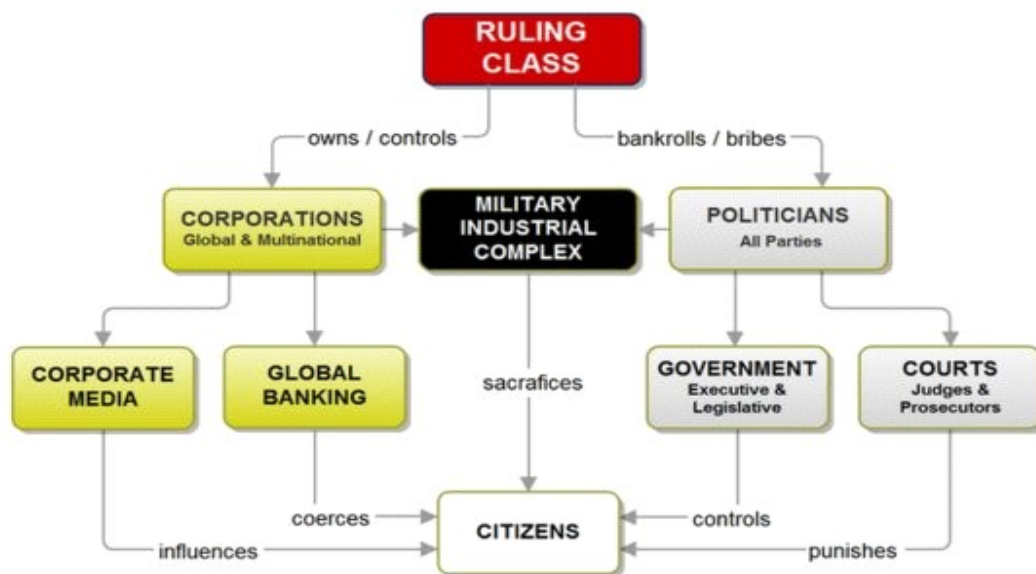 RULING
CLASS
owns / controls
bankrolls / bribes
CORPORATIONS
Global & Multinational
MILITARY
INDUSTRIAL
COMPLEX
POLITICIANS
All Parties
CORPORATE
MEDIA
GLOBAL
BANKING
sacrafices
GOVERNMENT
Executive &
Legislative
COURTS
Judges &
Prosecutors
coerces
CITIZENS
controls
influences
punishes